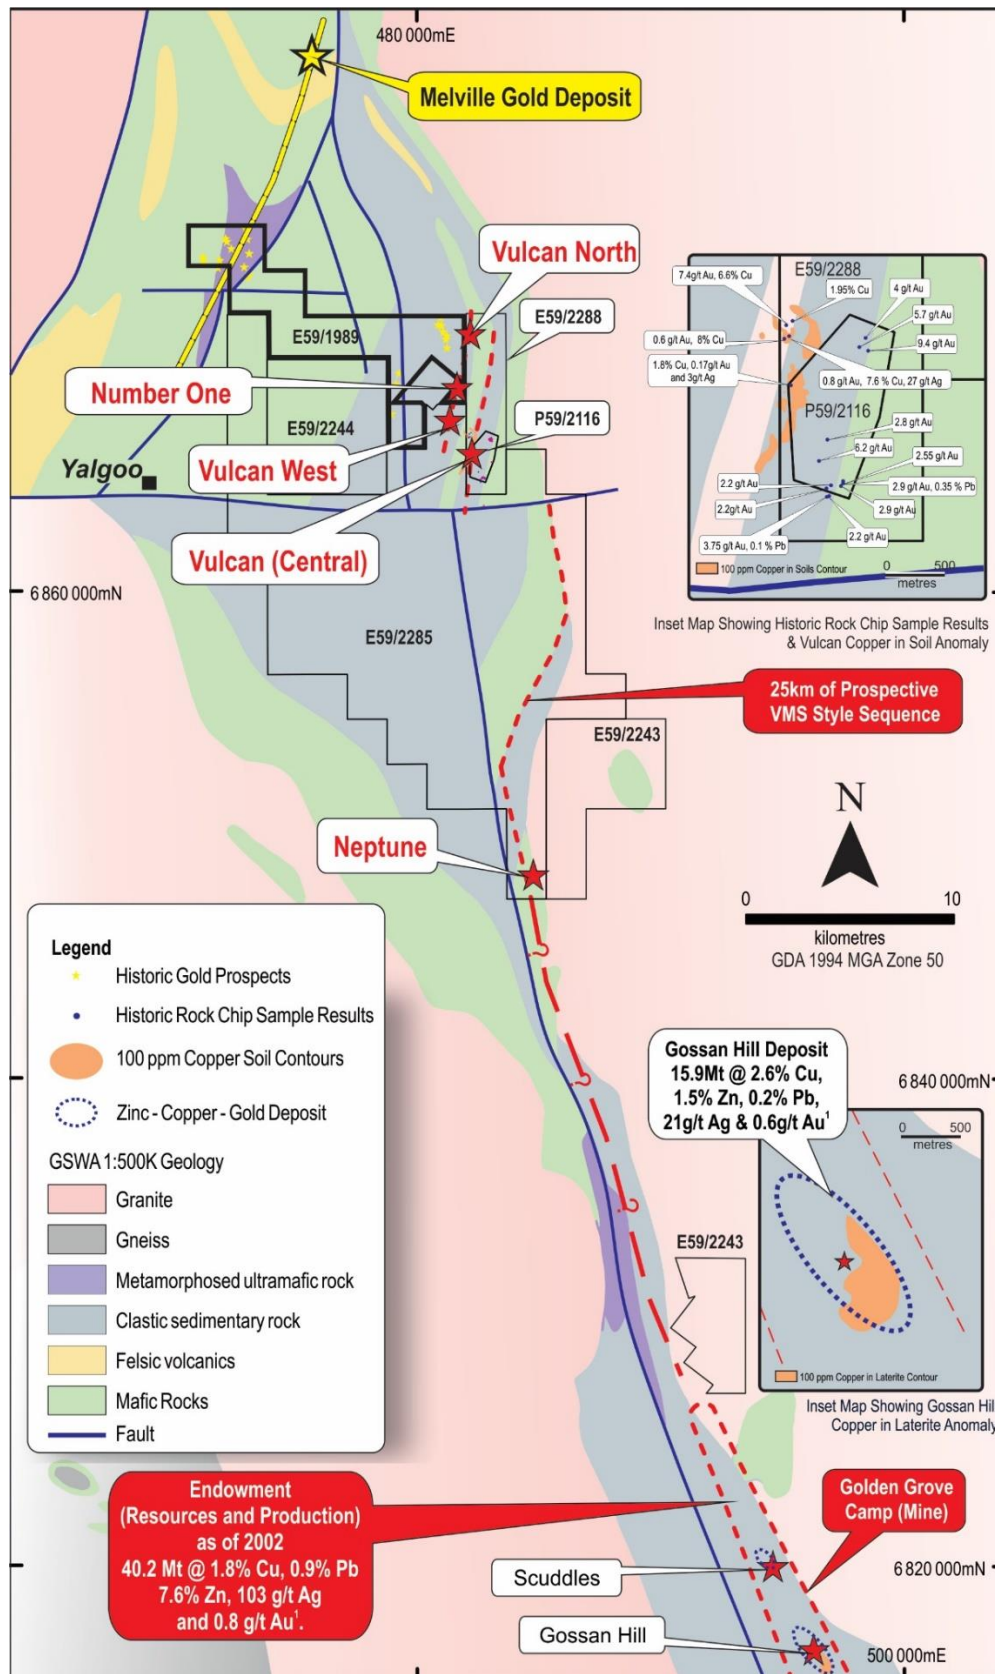 480 000mE
Melville Gold Deposit
Vulcan North
E59/1989
E59/2288
Number One
E59/2244
P59/2116
Vulcan West
Yalgoo
Vulcan (Central)
6 860 000mN
E59/2285
E59/2288
7.4g/t Au, 6.6% Cu
1.95% Cu
4 g/t Au
5.7 g/t Au
0.6 g/t Au, 8% Cu
9.4 g/t Au
1.8% Cu, 0.17g/t Au
and 3g/t Ag
0.8 g/t Au, 7.6 % Cu, 27 g/t Ag
P59/2116
2.8 g/t Au
6.2 g/t Au
2.55 g/t Au
2.2 g/t Au
2.9 g/t Au, 0.35 % Pb
2.2g/t Au
2.9 g/t Au
3.75 g/t Au, 0.1 % Pb
2.2 g/t Au
100 ppm Copper in Soils Contour
0 500
metres
Inset Map Showing Historic Rock Chip Sample Results
& Vulcan Copper in Soil Anomaly
25km of Prospective
VMS Style Sequence
E59/2243
Neptune
N
0 10
kilometres
GDA 1994 MGA Zone 50
?
?
?
Legend
Historic Gold Prospects
Historic Rock Chip Sample Results
100 ppm Copper Soil Contours
Zinc - Copper - Gold Deposit
GSWA 1:500K Geology
Granite
Gneiss
Metamorphosed ultramafic rock
Clastic sedimentary rock
Felsic volcanics
Mafic Rocks
Fault
Gossan Hill Deposit
15.9Mt @ 2.6% Cu,
1.5% Zn, 0.2% Pb,
21g/t Ag & 0.6g/t Au¹
6 840 000mN
0 500
metres
100 ppm Copper in Laterite Contour
Inset Map Showing Gossan Hil
Copper in Laterite Anomaly
E59/2243
Endowment
(Resources and Production)
as of 2002
40.2 Mt @ 1.8% Cu, 0.9% Pb
7.6% Zn, 103 g/t Ag
and 0.8 g/t Au¹.
Golden Grove
Camp (Mine)
Scuddles
6 820 000mN
Gossan Hill
500 000mE